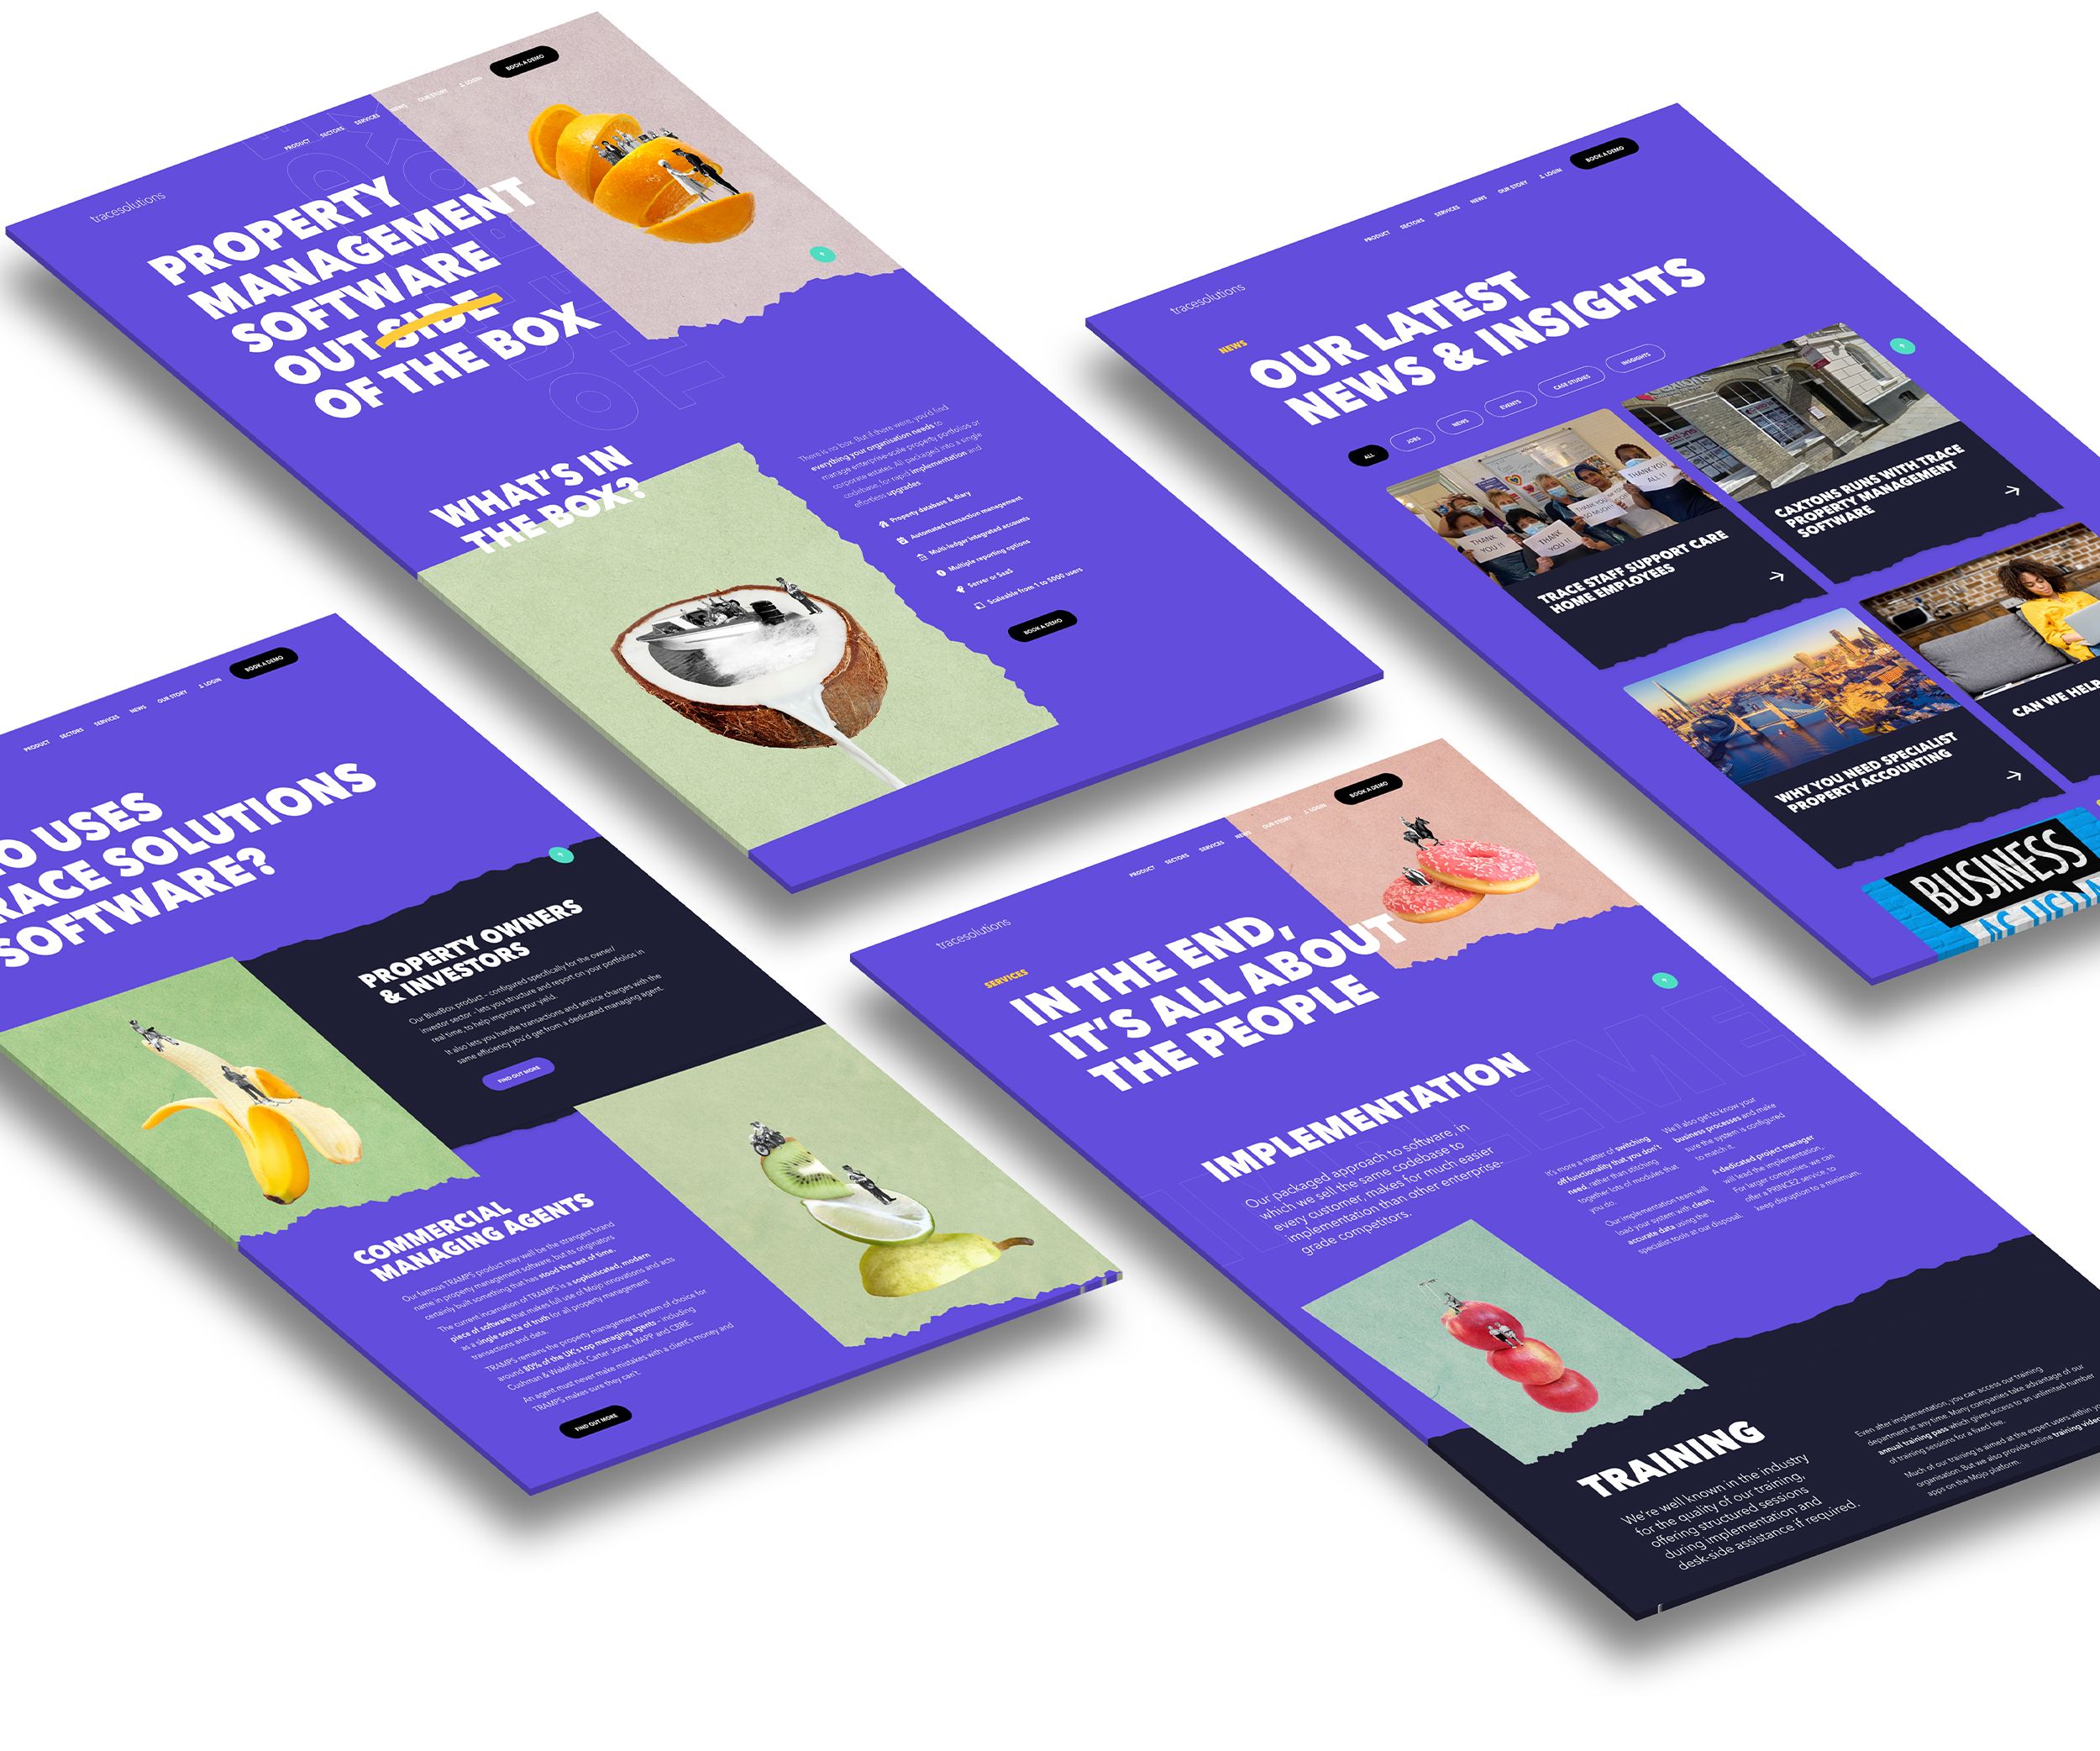 BOOK A DEMO
PRODUCT SECTORS SERVICES NEWS OUR STORY LOGIN
tracesolutions
PROPERTY
MANAGEMENT
SOFTWARE
OUTSIDE
OF THE BOX
WHAT'S IN
THE BOX?
There is no box. But if there were, you'd find
everything your organisation needs to
manage enterprise-scale property portfolios or
corporate estates. All packaged into a single
codebase, for rapid implementation and
effortless upgrades.
Property database & diary
Automated transaction management
Multi-ledger integrated accounts
Multiple reporting options
Server or SaaS
Scaleable from 1 to 5000 users
BOOK A DEMO
BOOK A DEMO
PRODUCT SECTORS SERVICES NEWS OUR STORY LOGIN
tracesolutions
NEWS
OUR LATEST
NEWS & INSIGHTS
ALL JOBS NEWS EVENTS CASE STUDIES INSIGHTS
THANK YOU !!
THANK YOU !!
THANK YOU SO MUCH!!
THANK YOU ALL !!
TRACE STAFF SUPPORT CARE
HOME EMPLOYEES
CAXTONS RUNS WITH TRACE
PROPERTY MANAGEMENT
SOFTWARE
WHY YOU NEED SPECIALIST
PROPERTY ACCOUNTING
CAN WE HELP
BUSINESS
BOOK A DEMO
PRODUCT SECTORS SERVICES NEWS OUR STORY LOGIN
O USES
RACE SOLUTIONS
SOFTWARE?
PROPERTY OWNERS
& INVESTORS
Our BlueBox product - configured specifically for the owner/
investor sector - lets you structure and report on your portfolios in
real time, to help improve your yield.
It also lets you handle transactions and service charges with the
same efficiency you'd get from a dedicated managing agent.
FIND OUT MORE
COMMERCIAL
MANAGING AGENTS
Our famous TRAMPS product may well be the strangest brand
name in property management software, but its originators
certainly built something that has stood the test of time.
The current incarnation of TRAMPS is a sophisticated, modern
piece of software that makes full use of Mojo innovations and acts
as a single source of truth for all property management
transactions and data.
TRAMPS remains the property management system of choice for
around 80% of the UK's top managing agents - including
Cushman & Wakefield, Carter Jonas, MAPP and CBRE.
An agent must never make mistakes with a client's money and
TRAMPS makes sure they can't.
FIND OUT MORE
BOOK A DEMO
PRODUCT SECTORS SERVICES NEWS OUR STORY LOGIN
tracesolutions
SERVICES
IN THE END,
IT'S ALL ABOUT
THE PEOPLE
IMPLEMENTATION
Our packaged approach to software, in
which we sell the same codebase to
every customer, makes for much easier
implementation than other enterprise-
grade competitors.
It's more a matter of switching
off functionality that you don't
need, rather than stitching
together lots of modules that
you do.
Our implementation team will
load your system with clean,
accurate data using the
specialist tools at our disposal.
We'll also get to know your
business processes and make
sure the system is configured
to match it.
A dedicated project manager
will lead the implementation.
For larger companies, we can
offer a PRINCE2 service, to
keep disruption to a minimum.
TRAINING
We're well known in the industry
for the quality of our training,
offering structured sessions
during implementation and
desk-side assistance if required.
Even after implementation, you can access our training
department at any time. Many companies take advantage of our
annual training pass which gives access to an unlimited number
of training sessions for a fixed fee.
Much of our training is aimed at the expert users within
organisation. But we also provide online training
apps on the Mojo platform.